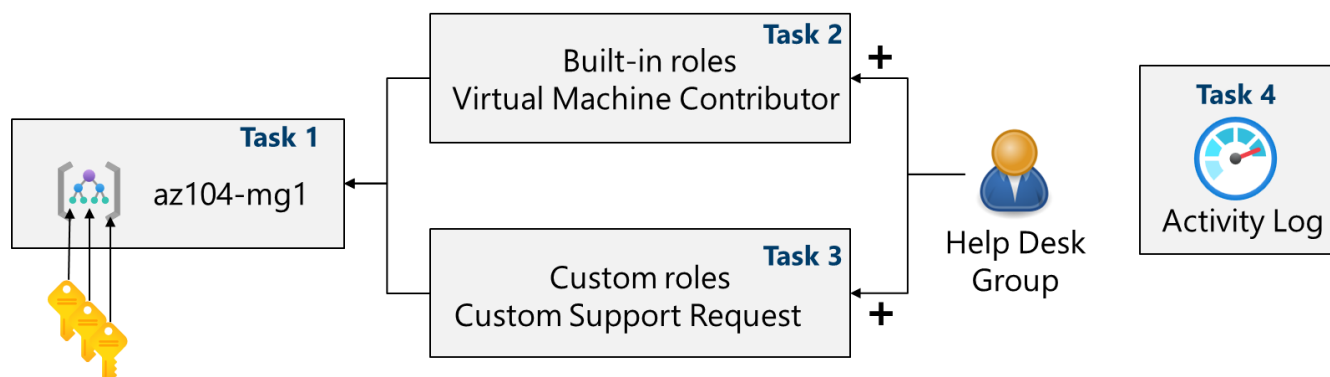 Task 1
az104-mg1
Task 2
Built-in roles
Virtual Machine Contributor
+
Task 3
Custom roles
Custom Support Request
+
Help Desk
Group
Task 4
Activity Log